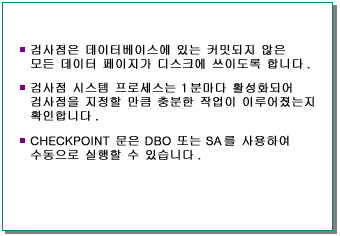 검사점은 데이터베이스에 있는 커밋되지 않은
모든 데이터 페이지가 디스크에 쓰이도록 합니다.
검사점 시스템 프로세스는 1분마다 활성화되어
검사점을 지정할 만큼 충분한 작업이 이루어졌는지
확인합니다.
CHECKPOINT 문은 DBO 또는 SA를 사용하여
수동으로 실행할 수 있습니다.